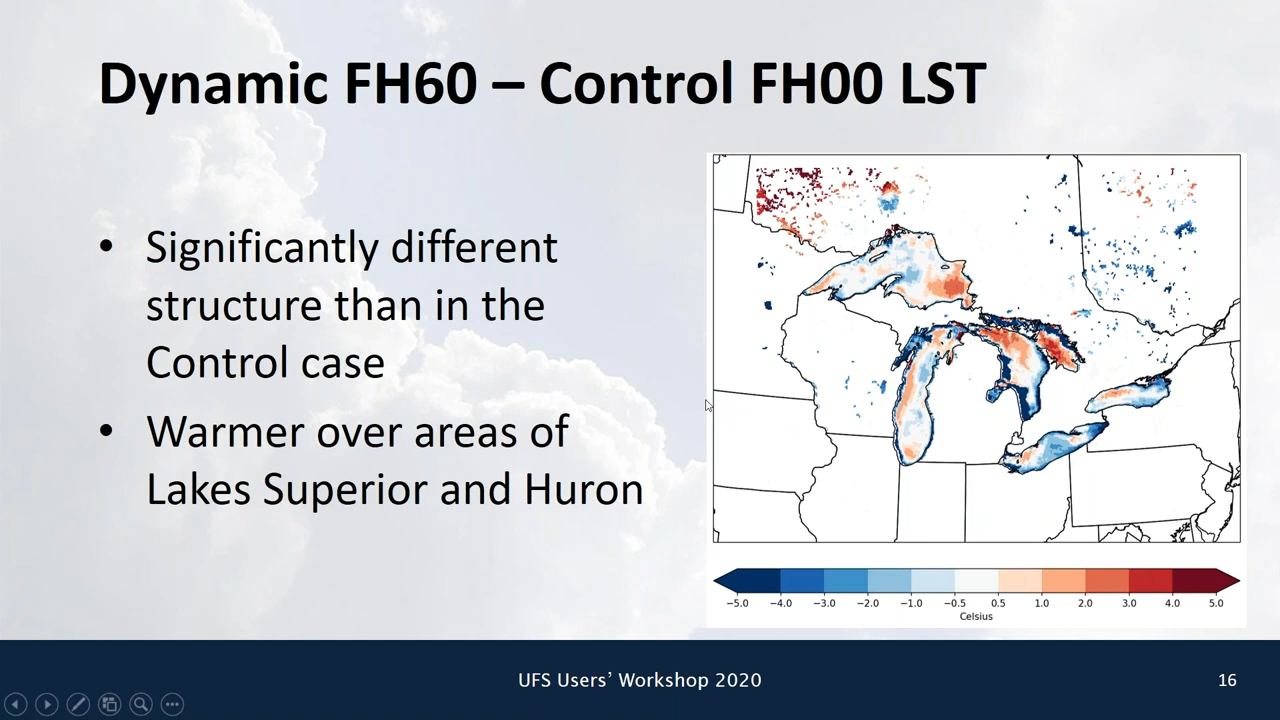 Dynamic FH60 – Control FH00 LST
• Significantly different
structure than in the
Control case
• Warmer over areas of
Lakes Superior and Huron
−5.0 −4.0 −3.0 −2.0 −1.0 −0.5 0.5 1.0 2.0 3.0 4.0 5.0
Celsius
UFS Users’ Workshop 2020
16